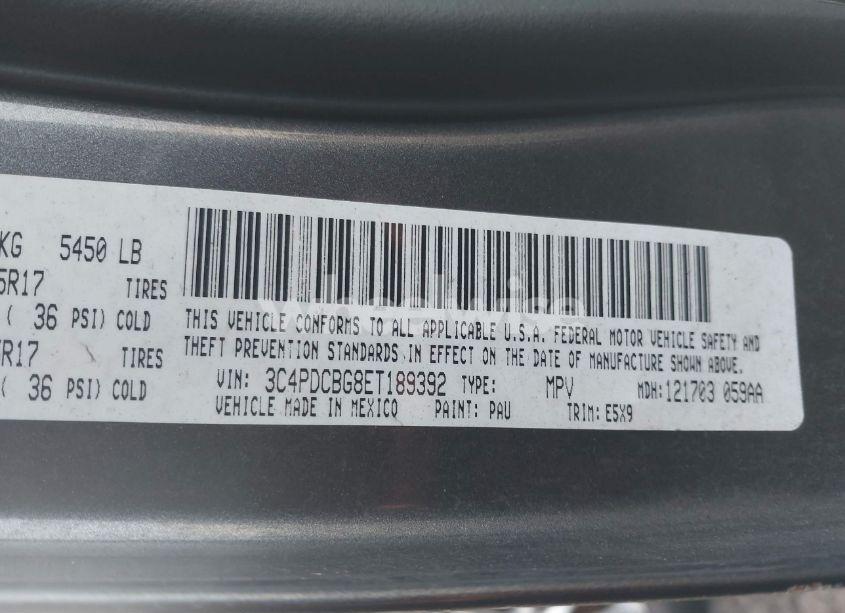 KG 5450 LB
5R17 TIRES
( 36 PSI) COLD
R17 TIRES
( 36 PSI) COLD
THIS VEHICLE CONFORMS TO ALL APPLICABLE U.S.A. FEDERAL MOTOR VEHICLE SAFETY AND
THEFT PREVENTION STANDARDS IN EFFECT ON THE DATE OF MANUFACTURE SHOWN ABOVE.
VIN: 3C4PDCBG8ET189392 TYPE: MPV MDH:121703 059AA
VEHICLE MADE IN MEXICO PAINT: PAU TRIM: E5X9